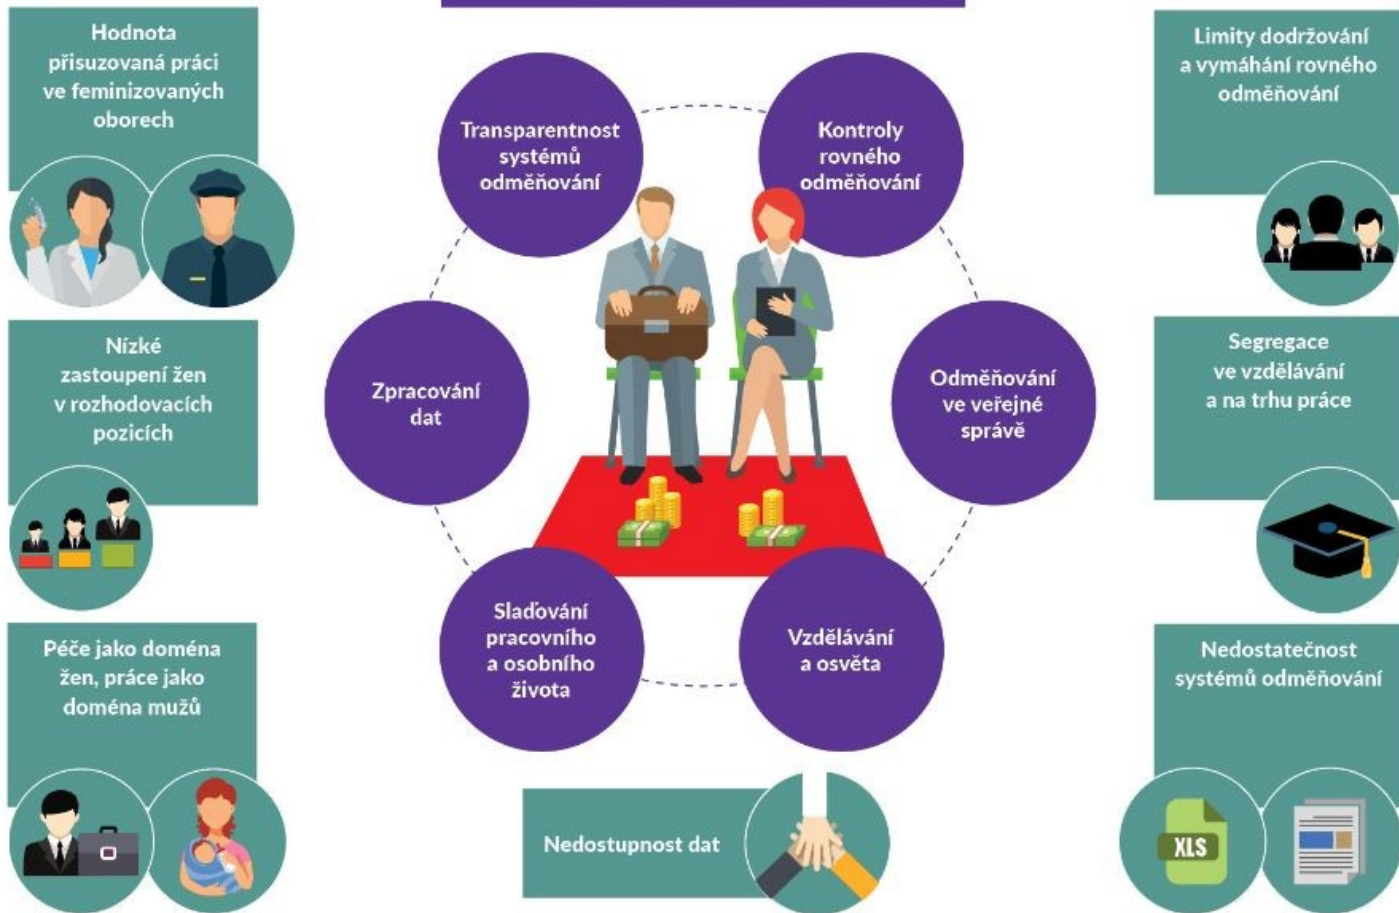 Hodnota
přisuzovaná práci
ve feminizovaných
oborech
Limity dodržování
a vymáhání rovného
odměňování
Transparentnost
systémů
odměňování
Kontroly
rovného
odměňování
Nízké
zastoupení žen
v rozhodovacích
pozicích
Zpracování
dat
Odměňování
ve veřejné
správě
Segregace
ve vzdělávání
a na trhu práce
Péče jako doména
žen, práce jako
doména mužů
Slaďování
pracovního
a osobního
života
Vzdělávání
a osvěta
Nedostatečnost
systémů odměňování
Nedostupnost dat
XLS